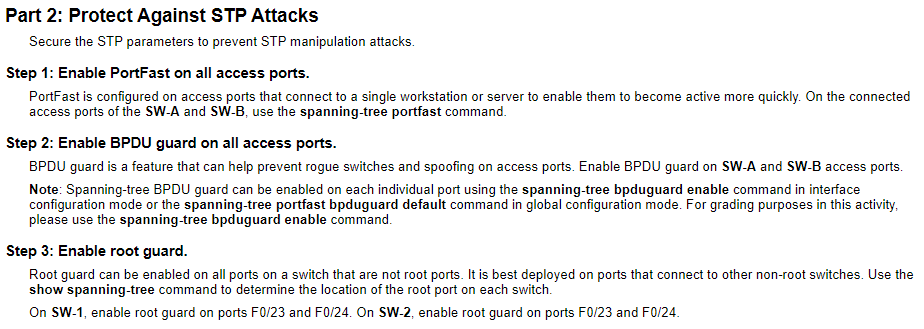 Part 2: Protect Against STP Attacks
Secure the STP parameters to prevent STP manipulation attacks.
Step 1: Enable PortFast on all access ports.
PortFast is configured on access ports that connect to a single workstation or server to enable them to become active more quickly. On the connected
access ports of the SW-A and SW-B, use the spanning-tree portfast command.
Step 2: Enable BPDU guard on all access ports.
BPDU guard is a feature that can help prevent rogue switches and spoofing on access ports. Enable BPDU guard on SW-A and SW-B access ports.
Note: Spanning-tree BPDU guard can be enabled on each individual port using the spanning-tree bpduguard enable command in interface
configuration mode or the spanning-tree portfast bpduguard default command in global configuration mode. For grading purposes in this activity,
please use the spanning-tree bpduguard enable command.
Step 3: Enable root guard.
Root guard can be enabled on all ports on a switch that are not root ports. It is best deployed on ports that connect to other non-root switches. Use the
show spanning-tree command to determine the location of the root port on each switch.
On SW-1, enable root guard on ports F0/23 and F0/24. On SW-2, enable root guard on ports F0/23 and F0/24.